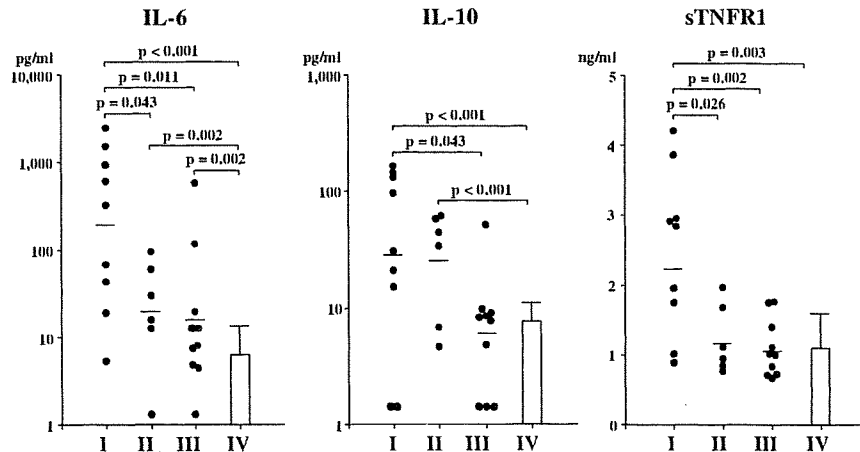 IL-6
IL-10
sTNFR1
pg/ml
pg/ml
ng/ml
p < 0.001
p = 0.011
p = 0.043
p = 0.002
p = 0.002
10,000
1,000
100
10
1
I II III IV
p < 0.001
p = 0.043
p < 0.001
1,000
100
10
1
I II III IV
p = 0.003
p = 0.002
p = 0.026
5
4
3
2
1
0
I II III IV